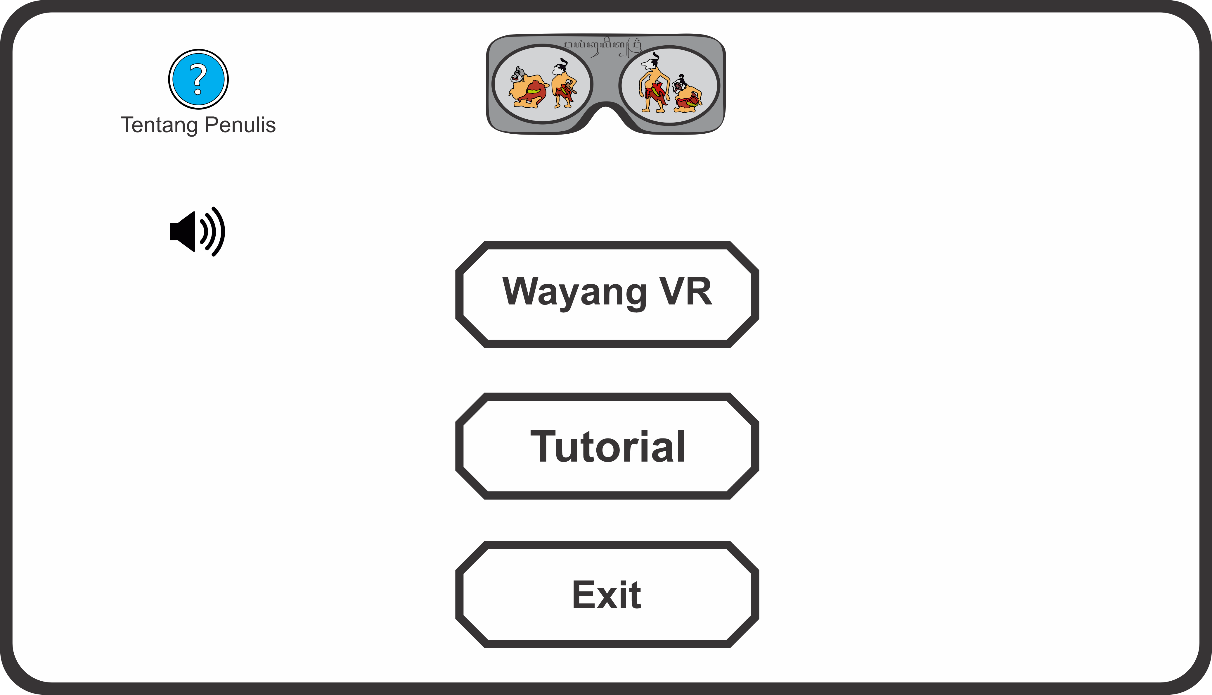 ?
Tentang Penulis
Wayang VR
Tutorial
Exit